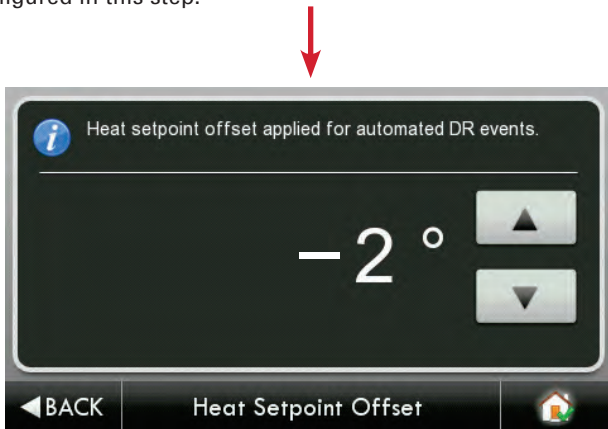 Heat setpoint offset applied for automated DR events.
−2°
BACK
Heat Setpoint Offset